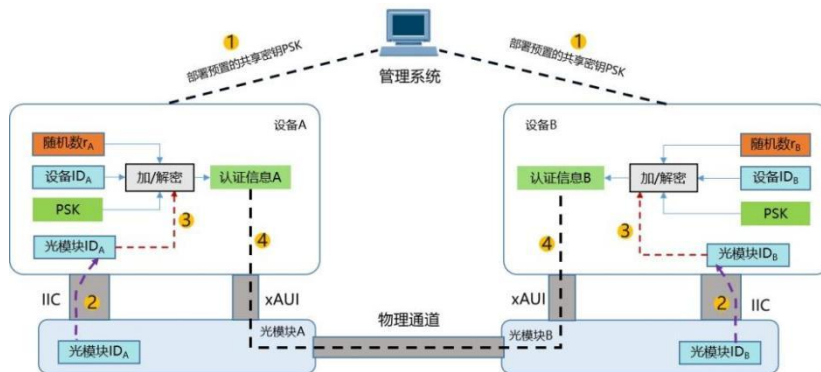 1
1
部署预置的共享密钥PSK
部署预置的共享密钥PSK
管理系统
设备A
设备B
随机数rA
设备IDA
PSK
加/解密
认证信息A
3
4
光模块IDA
随机数rB
设备IDB
PSK
加/解密
认证信息B
3
4
光模块IDB
IIC
2
xAUI
物理通道
xAUI
2
IIC
光模块A
光模块B
光模块IDA
光模块IDB